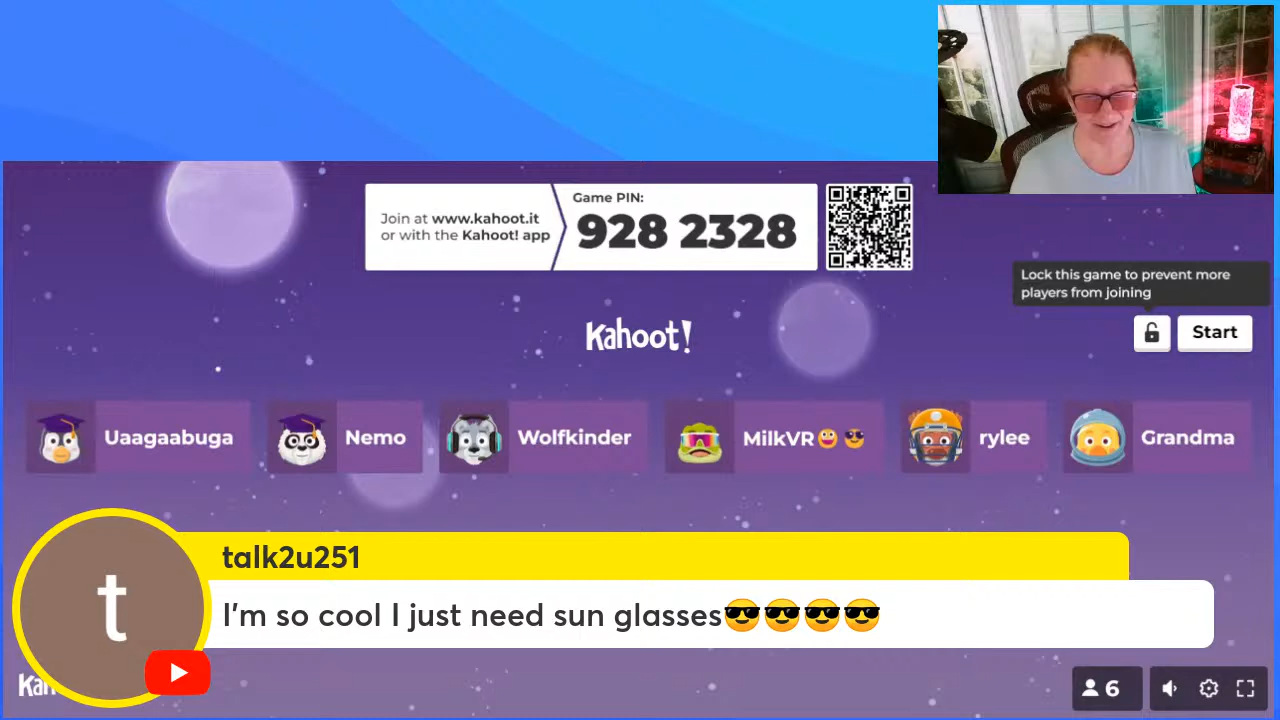 Join at www.kahoot.it
or with the Kahoot! app
Game PIN:
928 2328
Lock this game to prevent more
players from joining
Kahoot!
Start
Uaagaabuga
Nemo
Wolfkinder
MilkVR🤩😎
rylee
Grandma
t
talk2u251
I'm so cool I just need sun glasses😎😎😎😎
Kah
6